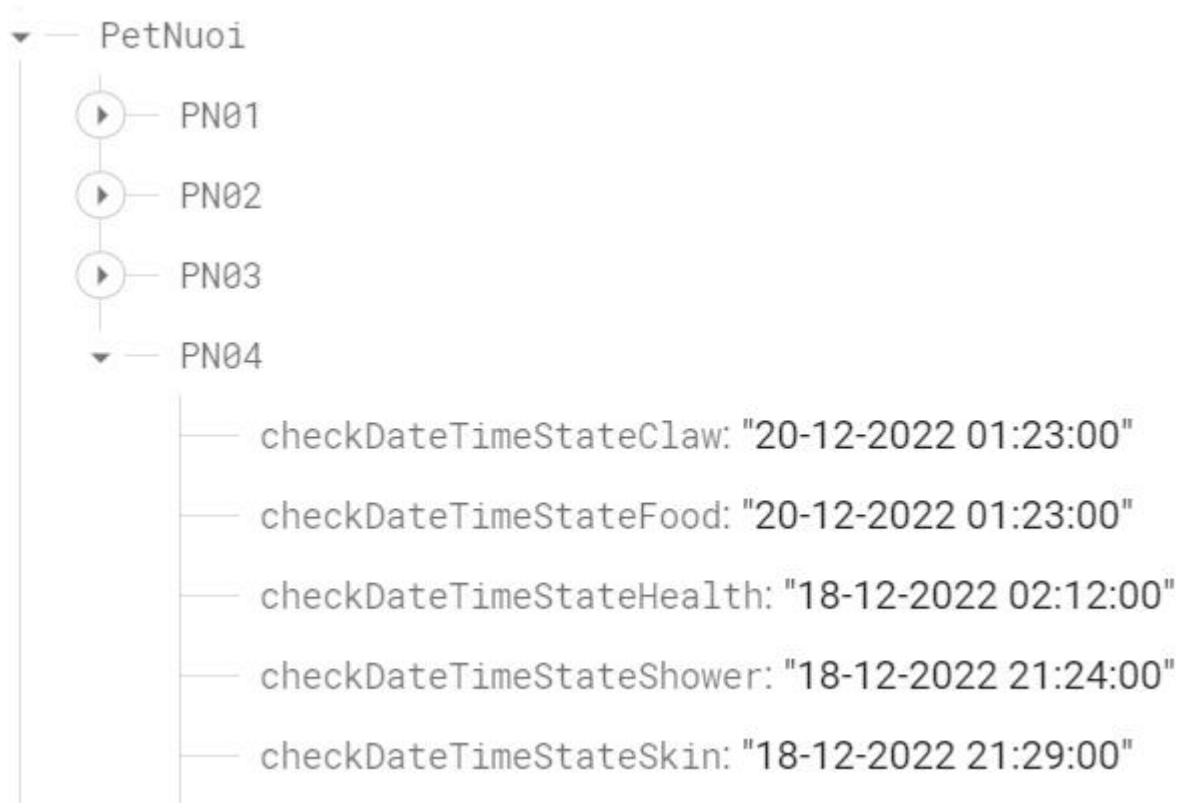 PetNuoi
PN01
PN02
PN03
PN04
checkDateTimeStateClaw: "20-12-2022 01:23:00"
checkDateTimeStateFood: "20-12-2022 01:23:00"
checkDateTimeStateHealth: "18-12-2022 02:12:00"
checkDateTimeStateShower: "18-12-2022 21:24:00"
checkDateTimeStateSkin: "18-12-2022 21:29:00"